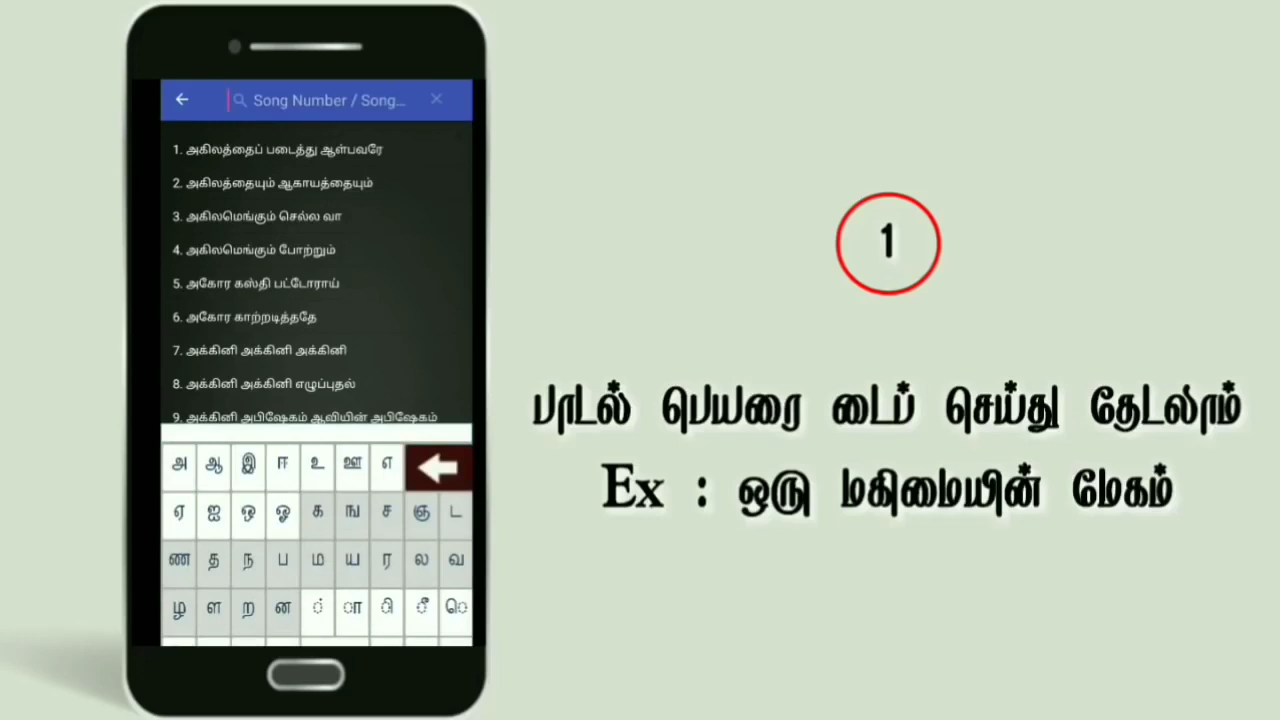 Song Number / Song...
1. அகிலத்தைப் படைத்து ஆள்பவரே
2. அகிலத்தையும் ஆகாயத்தையும்
3. அகிலமெங்கும் செல்ல வா
4. அகிலமெங்கும் போற்றும்
5. அகோர கஸ்தி பட்டோராய்
6. அகோர காற்றடித்ததே
7. அக்கினி அக்கினி அக்கினி
8. அக்கினி அக்கினி எழுப்புதல்
9. அக்கினி அபிஷேகம் ஆவியின் அபிஷேகம்
அ ஆ இ ஈ உ ஊ எ
ஏ ஐ ஒ ஓ க ங ச ஞ ட
ண த ந ப ம ய ர ல வ
ழ ள ற ன ் ா ி ீ ெ
1
பாடல் பெயரை டைப் செய்து தேடலாம்
Ex : ஒரு மகிமையின் மேகம்